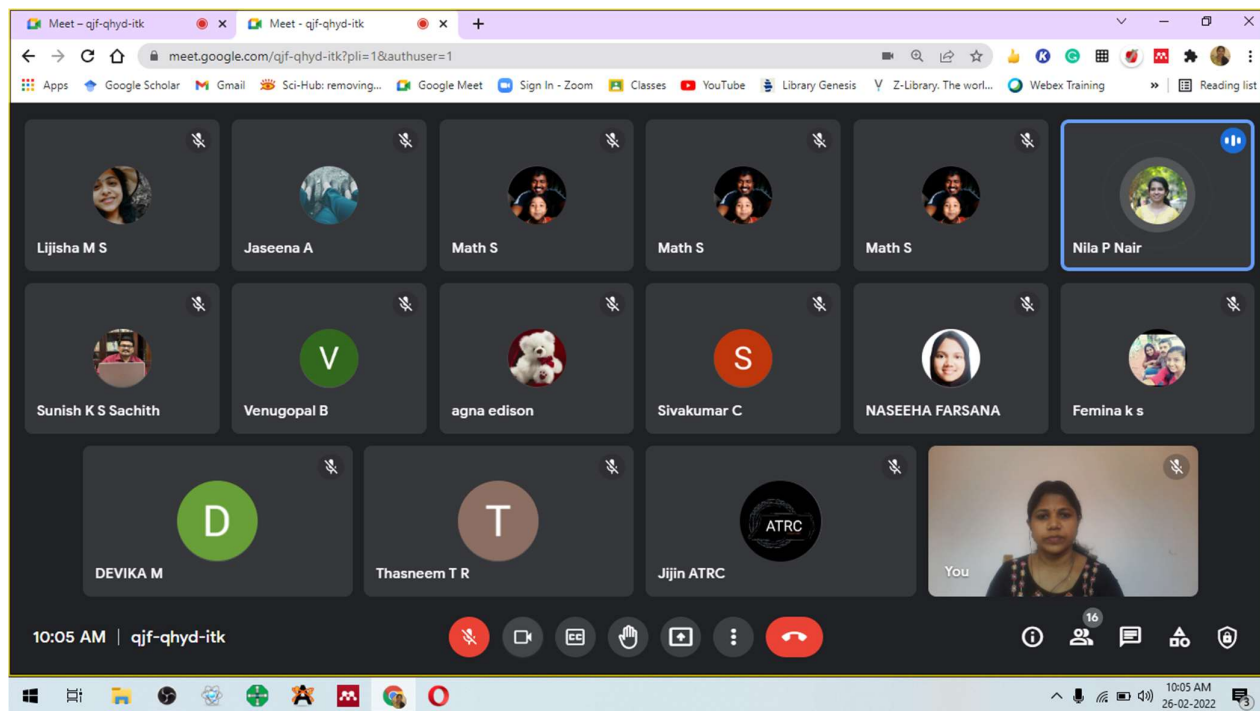 Meet – qjf-qhyd-itk
Meet - qjf-qhyd-itk
meet.google.com/qjf-qhyd-itk?pli=1&authuser=1
Apps Google Scholar Gmail Sci-Hub: removing... Google Meet Sign In - Zoom Classes YouTube Library Genesis Z-Library. The worl... Webex Training » Reading list
Lijisha M S
Jaseena A
Math S
Math S
Math S
Nila P Nair
V
S
Sunish K S Sachith
Venugopal B
agna edison
Sivakumar C
NASEEHA FARSANA
Femina k s
D
T
ATRC
DEVIKA M
Thasneem T R
Jijin ATRC
You
10:05 AM | qjf-qhyd-itk
CC
16
10:05 AM
26-02-2022
3